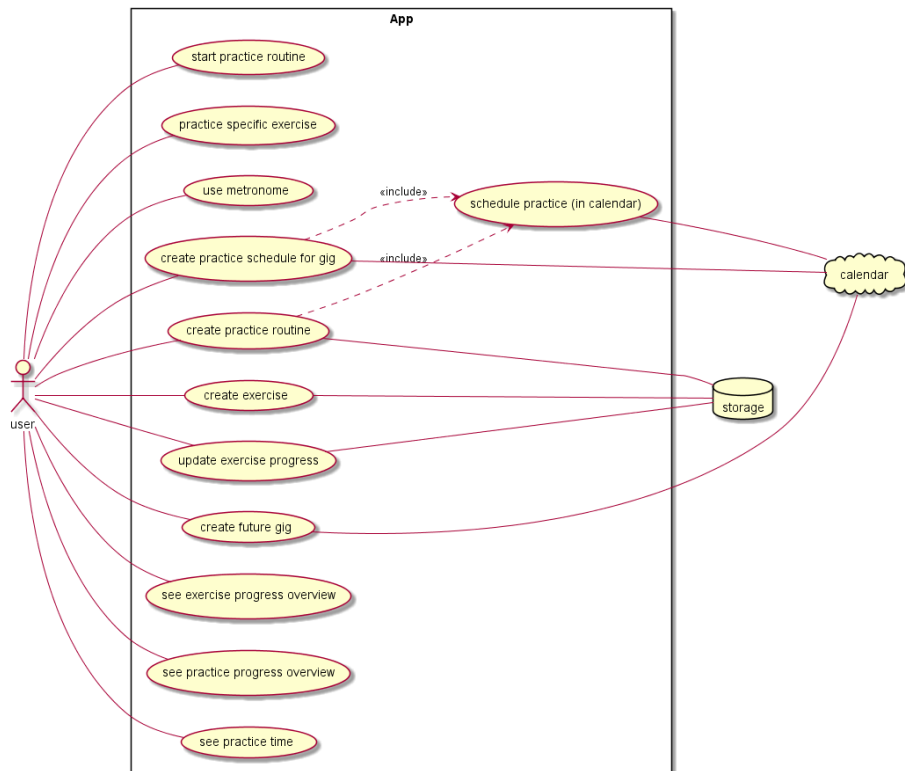 App
start practice routine
practice specific exercise
use metronome
«include»
schedule practice (in calendar)
create practice schedule for gig
«include»
calendar
create practice routine
create exercise
storage
user
update exercise progress
create future gig
see exercise progress overview
see practice progress overview
see practice time